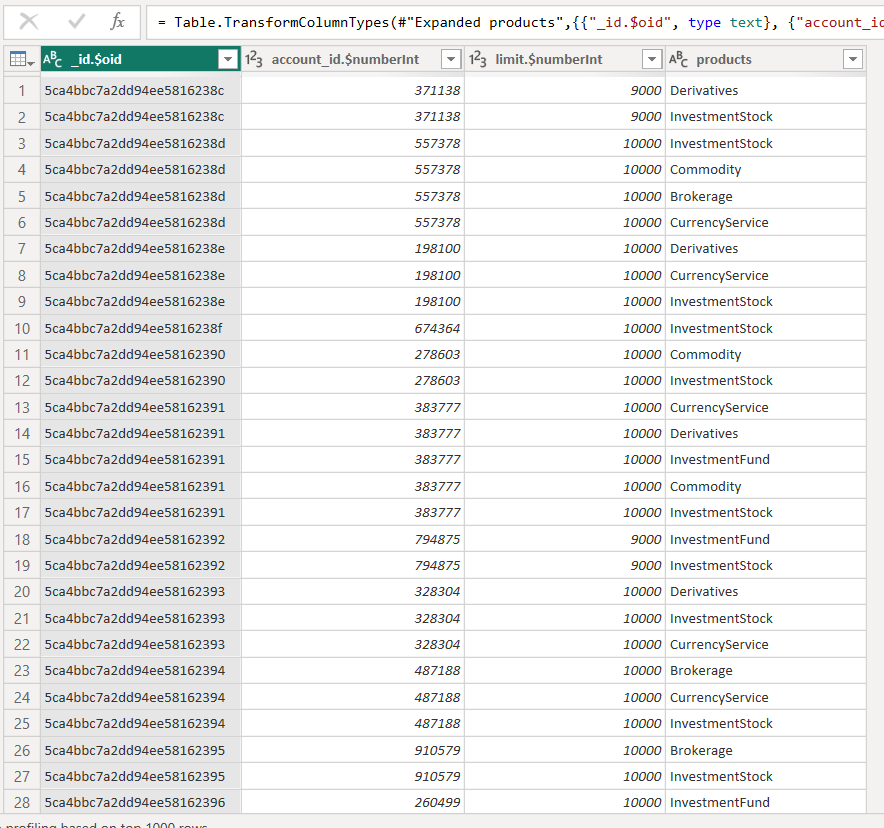 fx = Table.TransformColumnTypes(#"Expanded products",{{"_id.$oid", type text}, {"account_id
ABC _id.$oid 123 account_id.$numberInt 123 limit.$numberInt ABC products
1 5ca4bbc7a2dd94ee5816238c 371138 9000 Derivatives
2 5ca4bbc7a2dd94ee5816238c 371138 9000 InvestmentStock
3 5ca4bbc7a2dd94ee5816238d 557378 10000 InvestmentStock
4 5ca4bbc7a2dd94ee5816238d 557378 10000 Commodity
5 5ca4bbc7a2dd94ee5816238d 557378 10000 Brokerage
6 5ca4bbc7a2dd94ee5816238d 557378 10000 CurrencyService
7 5ca4bbc7a2dd94ee5816238e 198100 10000 Derivatives
8 5ca4bbc7a2dd94ee5816238e 198100 10000 CurrencyService
9 5ca4bbc7a2dd94ee5816238e 198100 10000 InvestmentStock
10 5ca4bbc7a2dd94ee5816238f 674364 10000 InvestmentStock
11 5ca4bbc7a2dd94ee58162390 278603 10000 Commodity
12 5ca4bbc7a2dd94ee58162390 278603 10000 InvestmentStock
13 5ca4bbc7a2dd94ee58162391 383777 10000 CurrencyService
14 5ca4bbc7a2dd94ee58162391 383777 10000 Derivatives
15 5ca4bbc7a2dd94ee58162391 383777 10000 InvestmentFund
16 5ca4bbc7a2dd94ee58162391 383777 10000 Commodity
17 5ca4bbc7a2dd94ee58162391 383777 10000 InvestmentStock
18 5ca4bbc7a2dd94ee58162392 794875 9000 InvestmentFund
19 5ca4bbc7a2dd94ee58162392 794875 9000 InvestmentStock
20 5ca4bbc7a2dd94ee58162393 328304 10000 Derivatives
21 5ca4bbc7a2dd94ee58162393 328304 10000 InvestmentStock
22 5ca4bbc7a2dd94ee58162393 328304 10000 CurrencyService
23 5ca4bbc7a2dd94ee58162394 487188 10000 Brokerage
24 5ca4bbc7a2dd94ee58162394 487188 10000 CurrencyService
25 5ca4bbc7a2dd94ee58162394 487188 10000 InvestmentStock
26 5ca4bbc7a2dd94ee58162395 910579 10000 Brokerage
27 5ca4bbc7a2dd94ee58162395 910579 10000 InvestmentStock
28 5ca4bbc7a2dd94ee58162396 260499 10000 InvestmentFund
profiling based on top 1000 rows